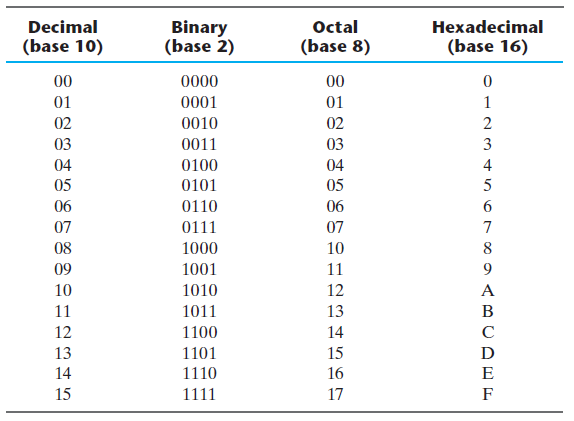 Decimal Binary Octal Hexadecimal
(base 10) (base 2) (base 8) (base 16)
00 0000 00 0
01 0001 01 1
02 0010 02 2
03 0011 03 3
04 0100 04 4
05 0101 05 5
06 0110 06 6
07 0111 07 7
08 1000 10 8
09 1001 11 9
10 1010 12 A
11 1011 13 B
12 1100 14 C
13 1101 15 D
14 1110 16 E
15 1111 17 F